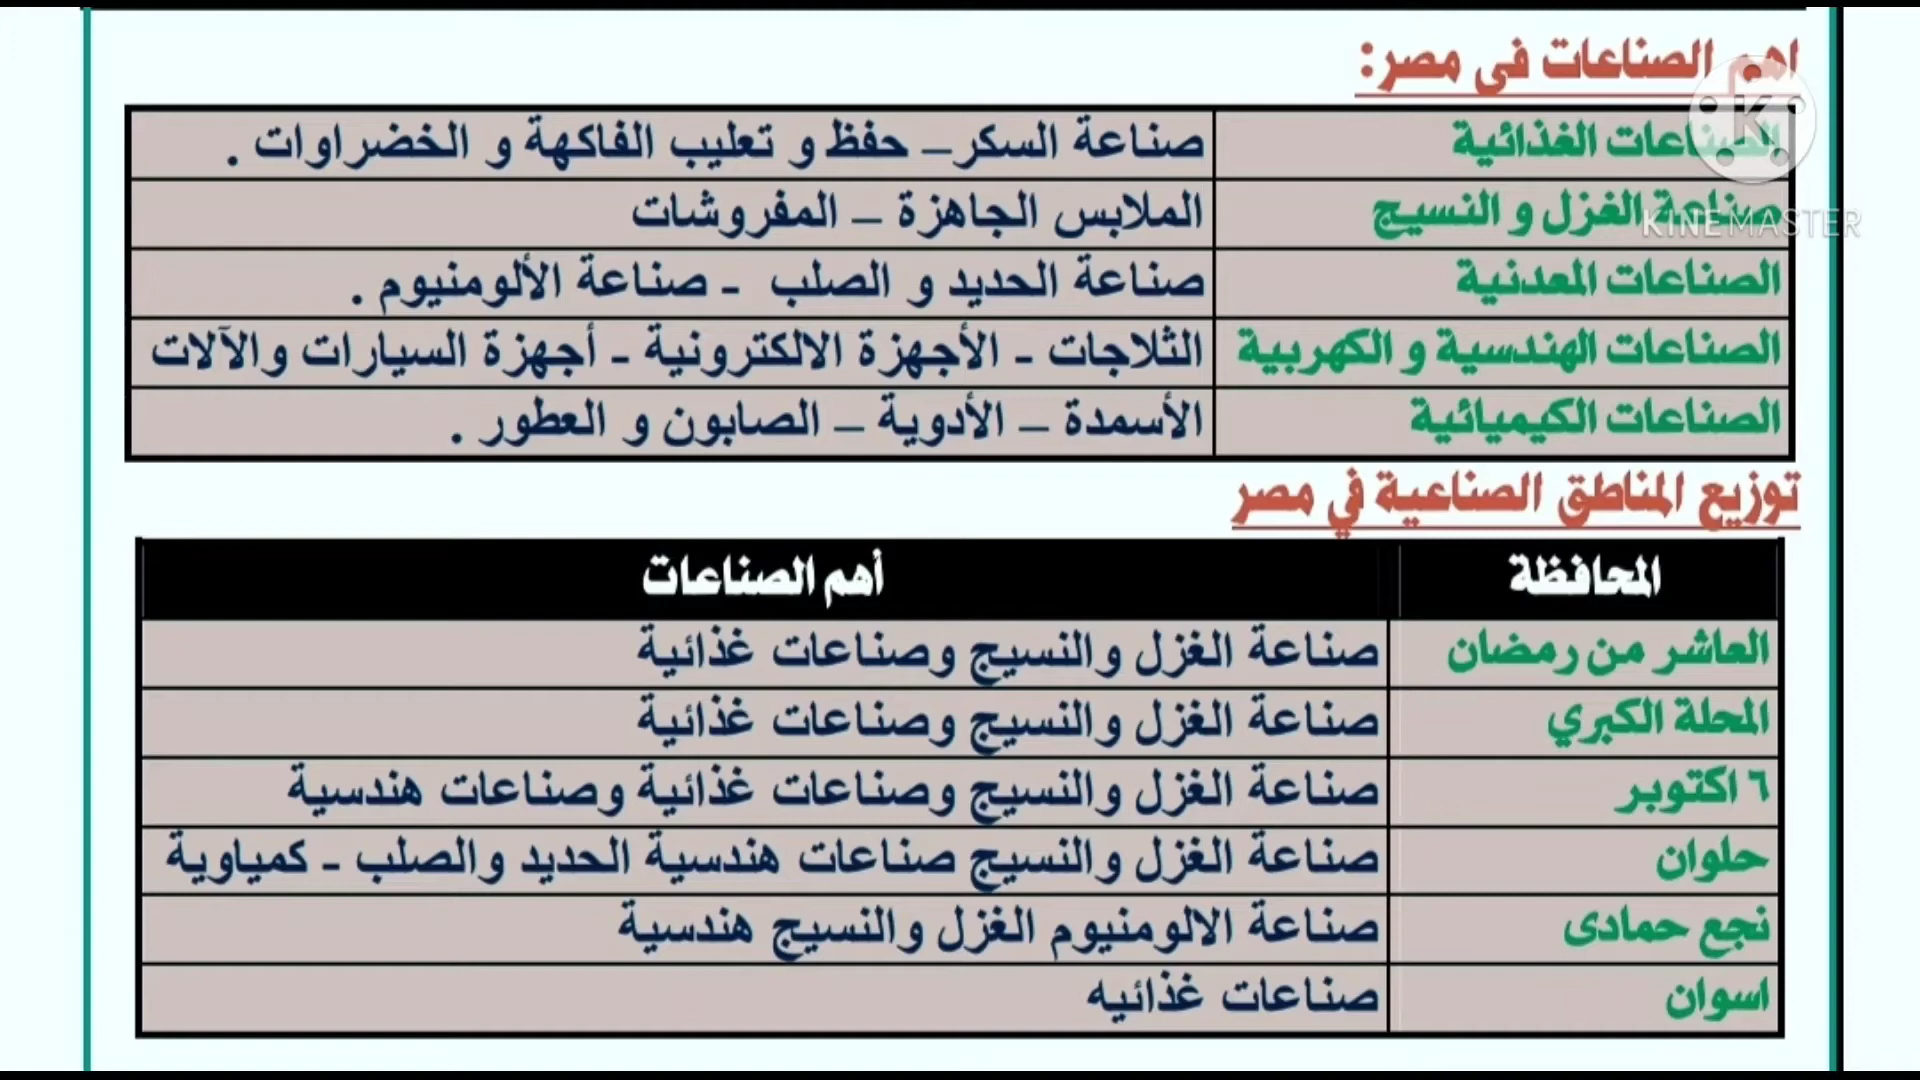 اهم الصناعات فى مصر:
الصناعات الغذائية صناعة السكر – حفظ و تعليب الفاكهة و الخضراوات .
صناعة الغزل و النسيج الملابس الجاهزة – المفروشات
KINEMASTER
الصناعات المعدنية صناعة الحديد و الصلب - صناعة الألومنيوم .
الصناعات الهندسية و الكهربية الثلاجات - الأجهزة الالكترونية - أجهزة السيارات والآلات
الصناعات الكيميائية الأسمدة – الأدوية – الصابون و العطور .
توزيع المناطق الصناعية في مصر
المحافظة أهم الصناعات
العاشر من رمضان صناعة الغزل والنسيج وصناعات غذائية
المحلة الكبري صناعة الغزل والنسيج وصناعات غذائية
٦ اكتوبر صناعة الغزل والنسيج وصناعات غذائية وصناعات هندسية
حلوان صناعة الغزل والنسيج صناعات هندسية الحديد والصلب - كمياوية
نجع حمادى صناعة الالومنيوم الغزل والنسيج هندسية
اسوان صناعات غذائيه